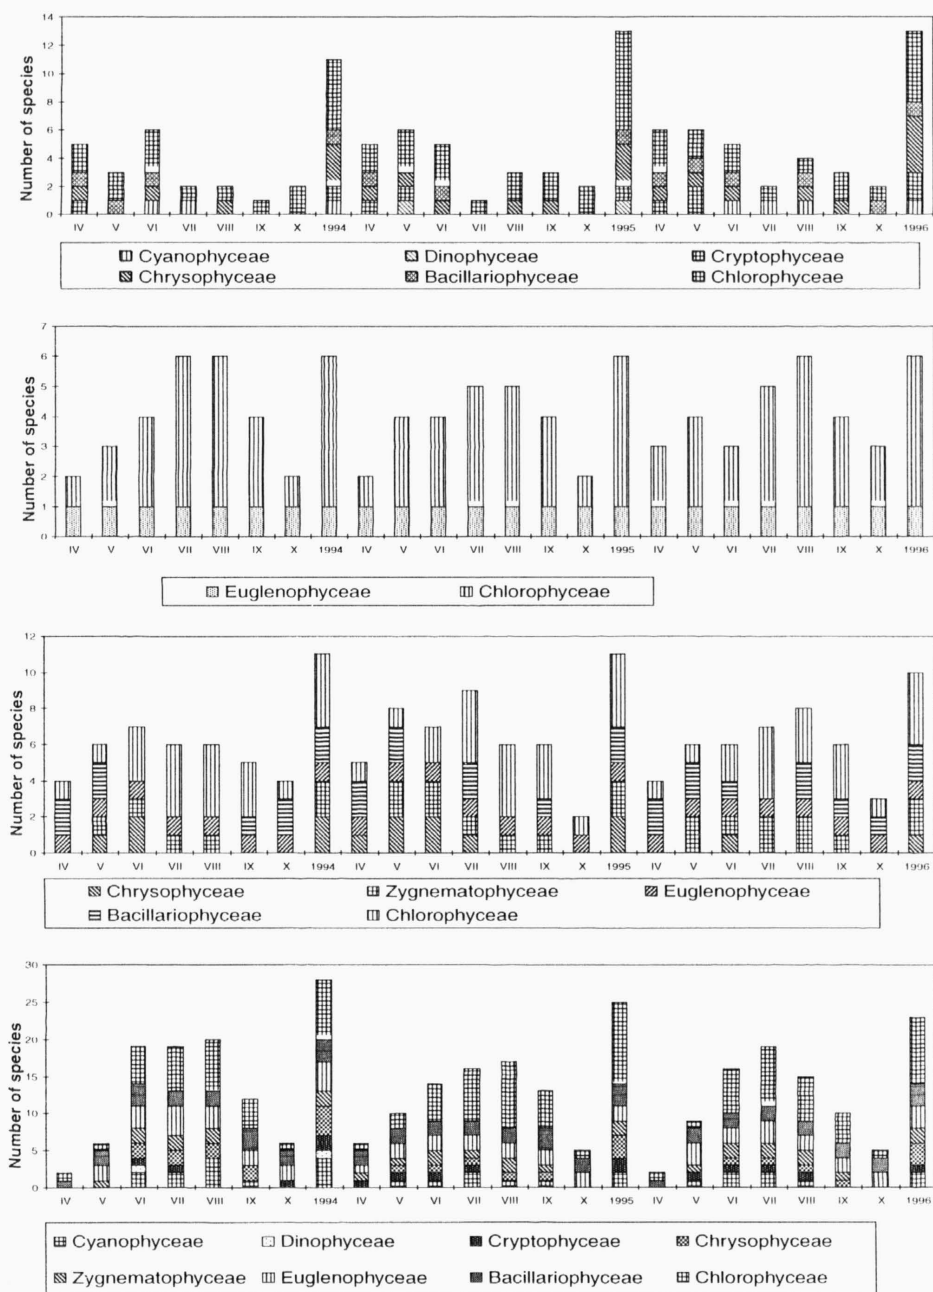 Number of species
14
12
10
8
6
4
2
0
IV V VI VII VIII IX X 1994 IV V VI VII VIII IX X 1995 IV V VI VII VIII IX X 1996
Cyanophyceae Dinophyceae Cryptophyceae
Chrysophyceae Bacillariophyceae Chlorophyceae
Number of species
7
6
5
4
3
2
1
0
IV V VI VII VIII IX X 1994 IV V VI VII VIII IX X 1995 IV V VI VII VIII IX X 1996
Euglenophyceae Chlorophyceae
Number of species
12
10
8
6
4
2
0
IV V VI VII VIII IX X 1994 IV V VI VII VIII IX X 1995 IV V VI VII VIII IX X 1996
Chrysophyceae Zygnematophyceae Euglenophyceae
Bacillariophyceae Chlorophyceae
Number of species
30
25
20
15
10
5
0
IV V VI VII VIII IX X 1994 IV V VI VII VIII IX X 1995 IV V VI VII VIII IX X 1996
Cyanophyceae Dinophyceae Cryptophyceae Chrysophyceae
Zygnematophyceae Euglenophyceae Bacillariophyceae Chlorophyceae